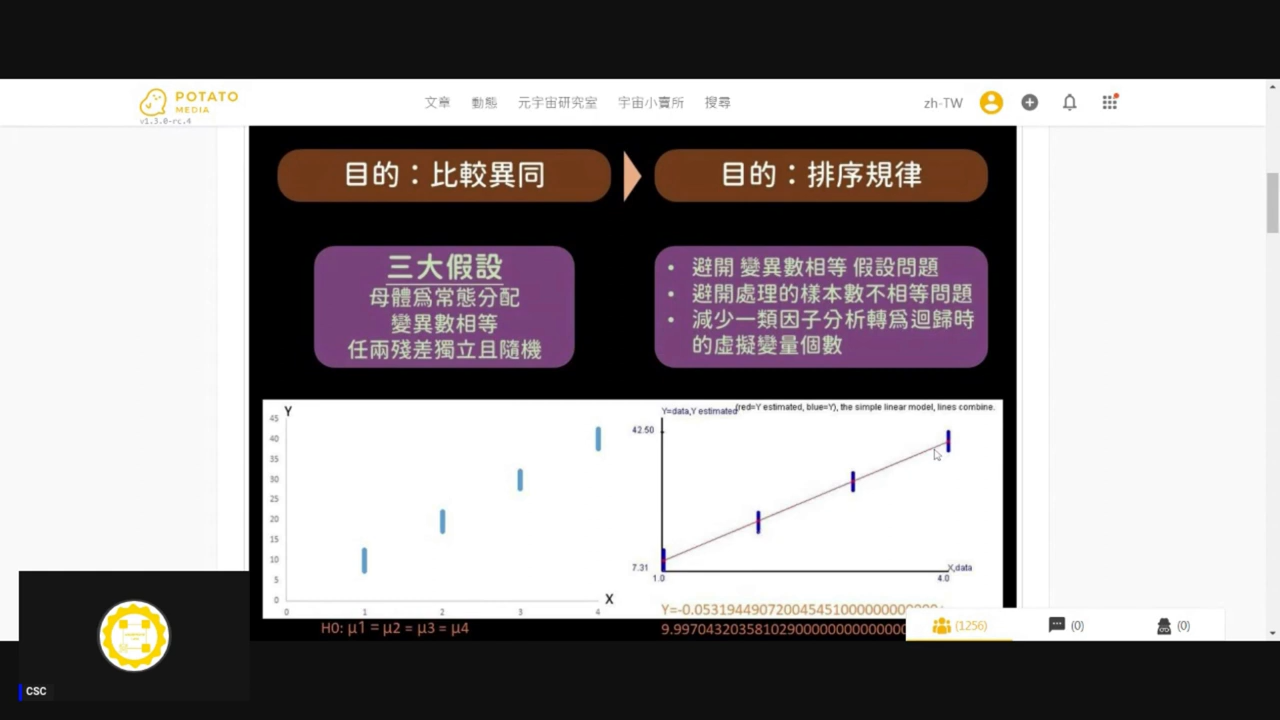 POTATO
MEDIA
v1.3.0-rc.4
文章 動態 元宇宙研究室 宇宙小賣所 搜尋
zh-TW
目的：比較異同
目的：排序規律
三大假設
母體為常態分配
變異數相等
任兩殘差獨立且隨機
• 避開 變異數相等 假設問題
• 避開處理的樣本數不相等問題
• 減少一類因子分析轉為迴歸時
的虛擬變量個數
Y
45
40
35
30
25
20
15
10
5
0
0 1 2 3 4
X
H0: μ1 = μ2 = μ3 = μ4
Y=data,Y estimated
(red=Y estimated, blue=Y), the simple linear model, lines combine.
42.50
7.31
1.0
4.0
X,data
(1256)
(0)
(0)
CSC